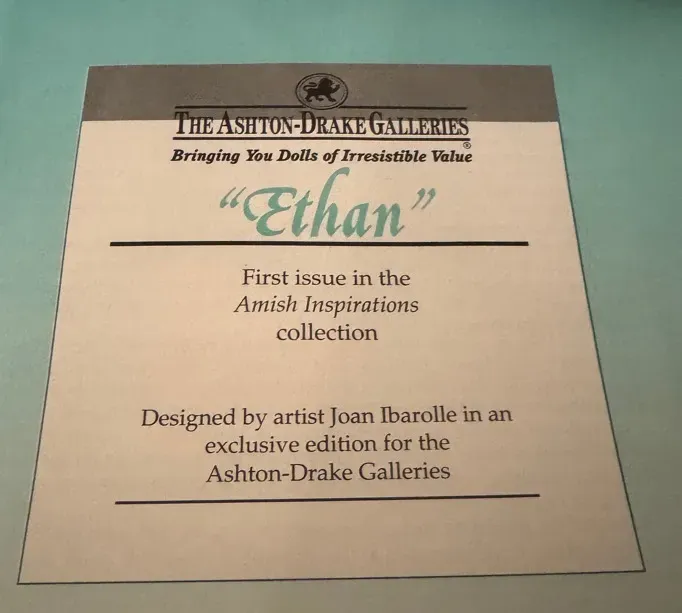 THE ASHTON-DRAKE GALLERIES
®
Bringing You Dolls of Irresistible Value
“Ethan”
First issue in the
Amish Inspirations
collection
Designed by artist Joan Ibarolle in an
exclusive edition for the
Ashton-Drake Galleries